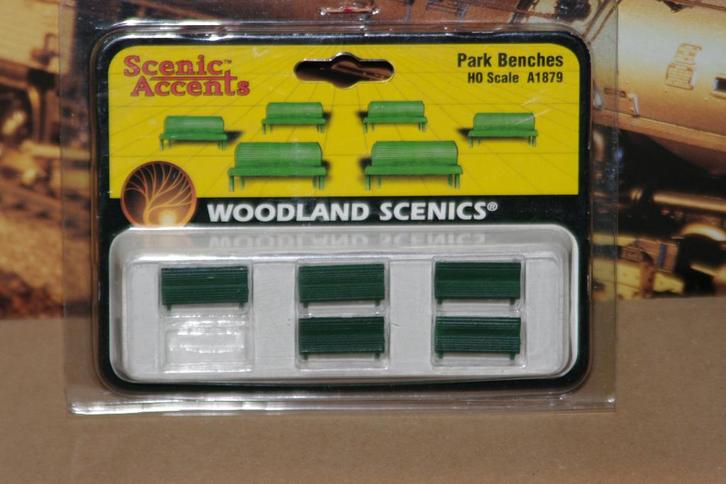 Scenic™
Accents
Park Benches
HO Scale A1879
WOODLAND SCENICS®